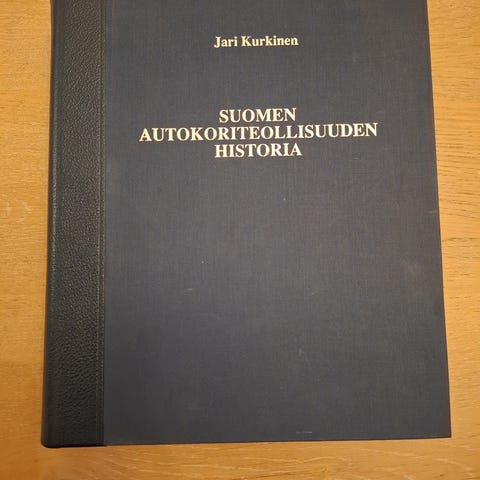 Jari Kurkinen
SUOMEN
AUTOKORITEOLLISUUDEN
HISTORIA